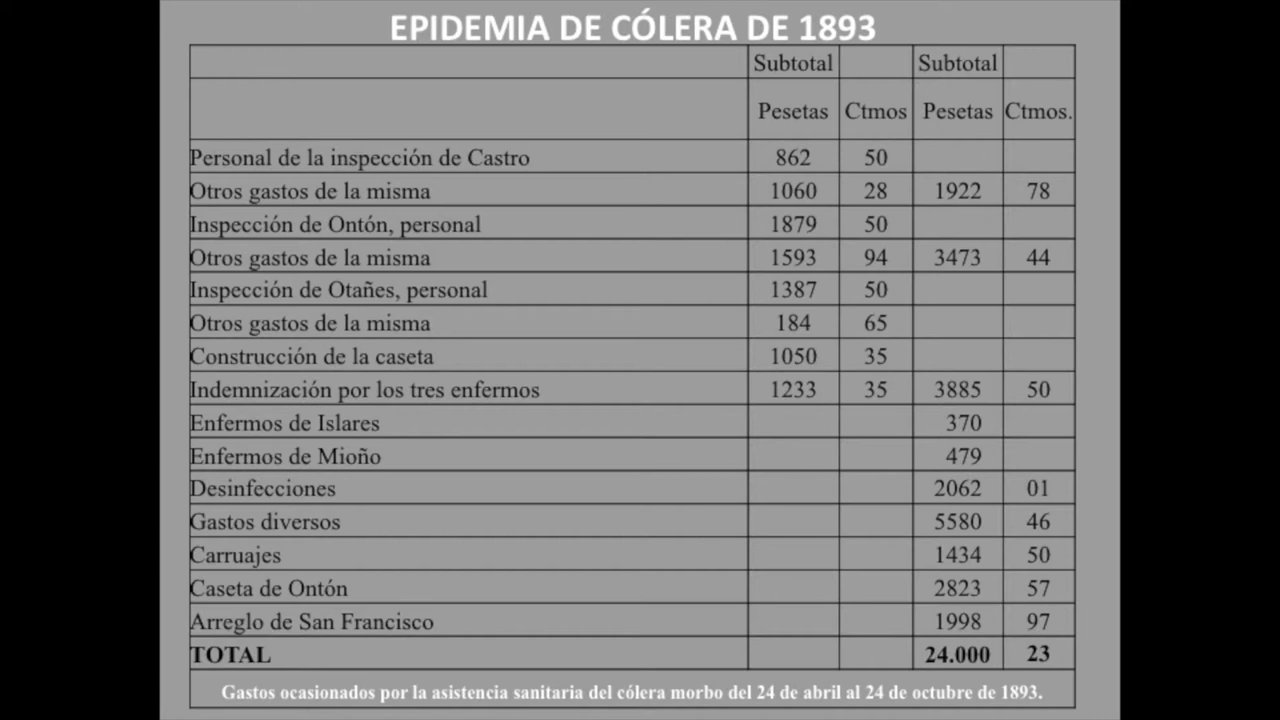 EPIDEMIA DE CÓLERA DE 1893
Subtotal Subtotal
Pesetas Ctmos Pesetas Ctmos.
Personal de la inspección de Castro 862 50
Otros gastos de la misma 1060 28 1922 78
Inspección de Ontón, personal 1879 50
Otros gastos de la misma 1593 94 3473 44
Inspección de Otañes, personal 1387 50
Otros gastos de la misma 184 65
Construcción de la caseta 1050 35
Indemnización por los tres enfermos 1233 35 3885 50
Enfermos de Islares 370
Enfermos de Mioño 479
Desinfecciones 2062 01
Gastos diversos 5580 46
Carruajes 1434 50
Caseta de Ontón 2823 57
Arreglo de San Francisco 1998 97
TOTAL 24.000 23
Gastos ocasionados por la asistencia sanitaria del cólera morbo del 24 de abril al 24 de octubre de 1893.